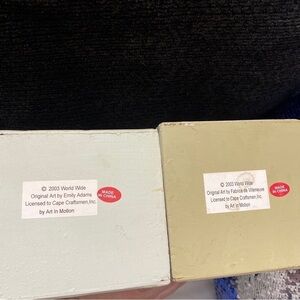 © 2003 World Wide
Original Art by Emily Adams
Licensed to Cape Craftsmen, Inc.
by Art in Motion
MADE
IN CHINA
© 2003 World Wide
Original Art by Fabrice de Villeneuve
Licensed to Cape Craftsmen, Inc.
by Art in Motion
MADE
IN CHINA